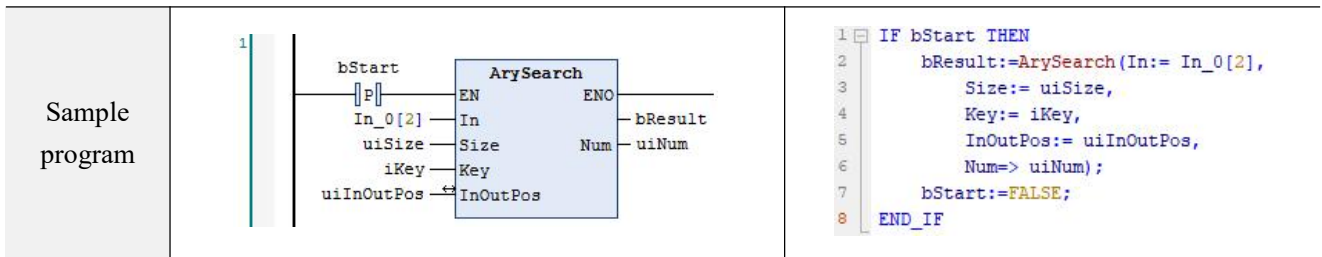 Sample
program
1
bStart
P
ArySearch
EN ENO
In_0[2] In bResult
uiSize Size Num uiNum
iKey Key
uiInOutPos InOutPos
1 IF bStart THEN
2 bResult:=ArySearch(In:= In_0[2],
3 Size:= uiSize,
4 Key:= iKey,
5 InOutPos:= uiInOutPos,
6 Num=> uiNum);
7 bStart:=FALSE;
8 END_IF